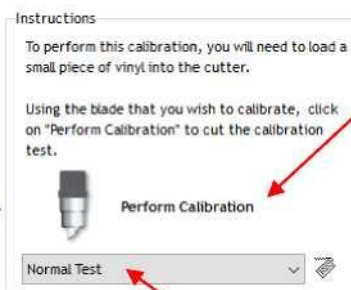 Instructions
To perform this calibration, you will need to load a
small piece of vinyl into the cutter.
Using the blade that you wish to calibrate, click
on "Perform Calibration" to cut the calibration
test.
Perform Calibration
Normal Test